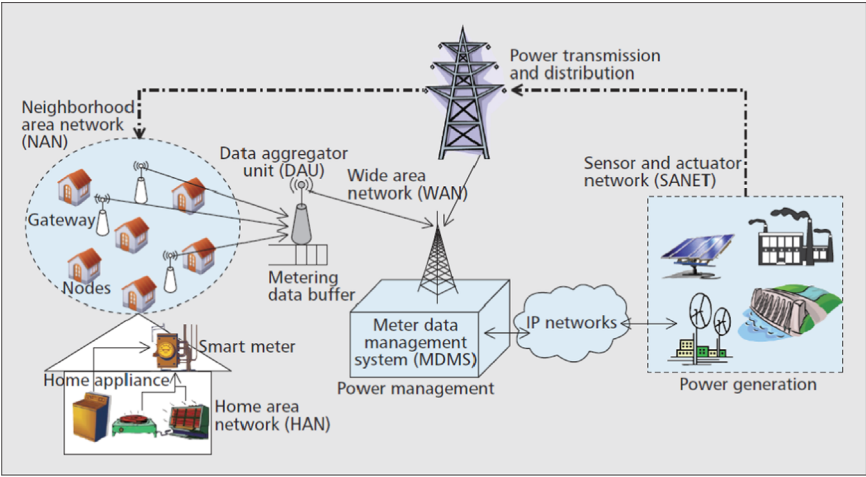 Power transmission
and distribution
Neighborhood
area network
(NAN)
Data aggregator
unit (DAU)
Wide area
network (WAN)
Sensor and actuator
network (SANET)
Gateway
Nodes
Metering
data buffer
Meter data
management
system (MDMS)
IP networks
Power management
Power generation
Smart meter
Home appliance
Home area
network (HAN)